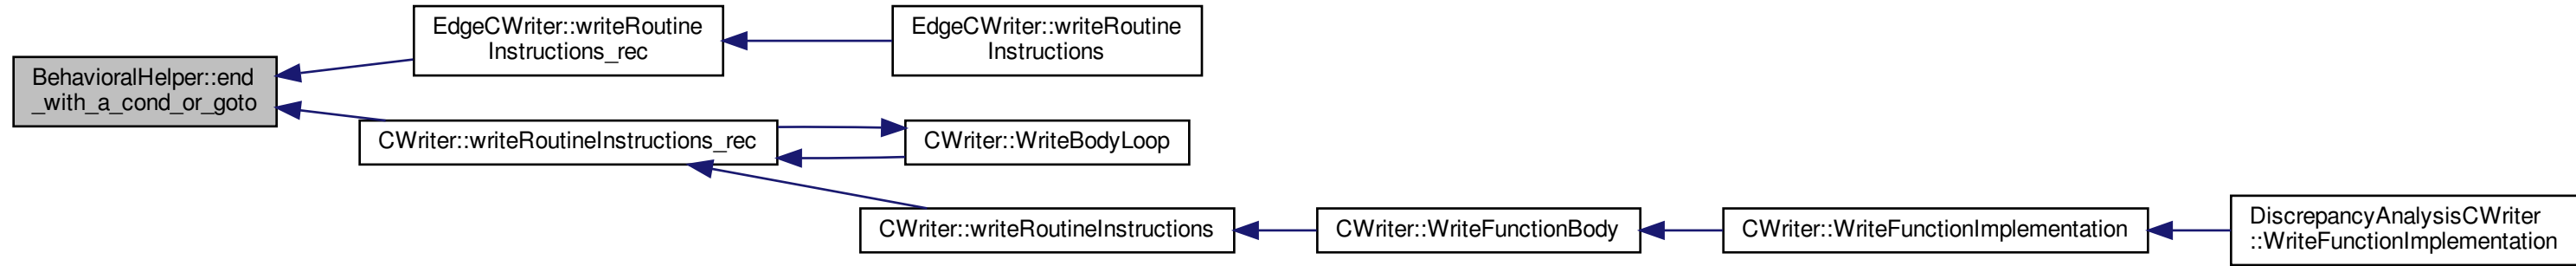 BehavioralHelper::end
_with_a_cond_or_goto
EdgeCWriter::writeRoutine
Instructions_rec
EdgeCWriter::writeRoutine
Instructions
CWriter::writeRoutineInstructions_rec
CWriter::WriteBodyLoop
CWriter::writeRoutineInstructions
CWriter::WriteFunctionBody
CWriter::WriteFunctionImplementation
DiscrepancyAnalysisCWriter
::WriteFunctionImplementation